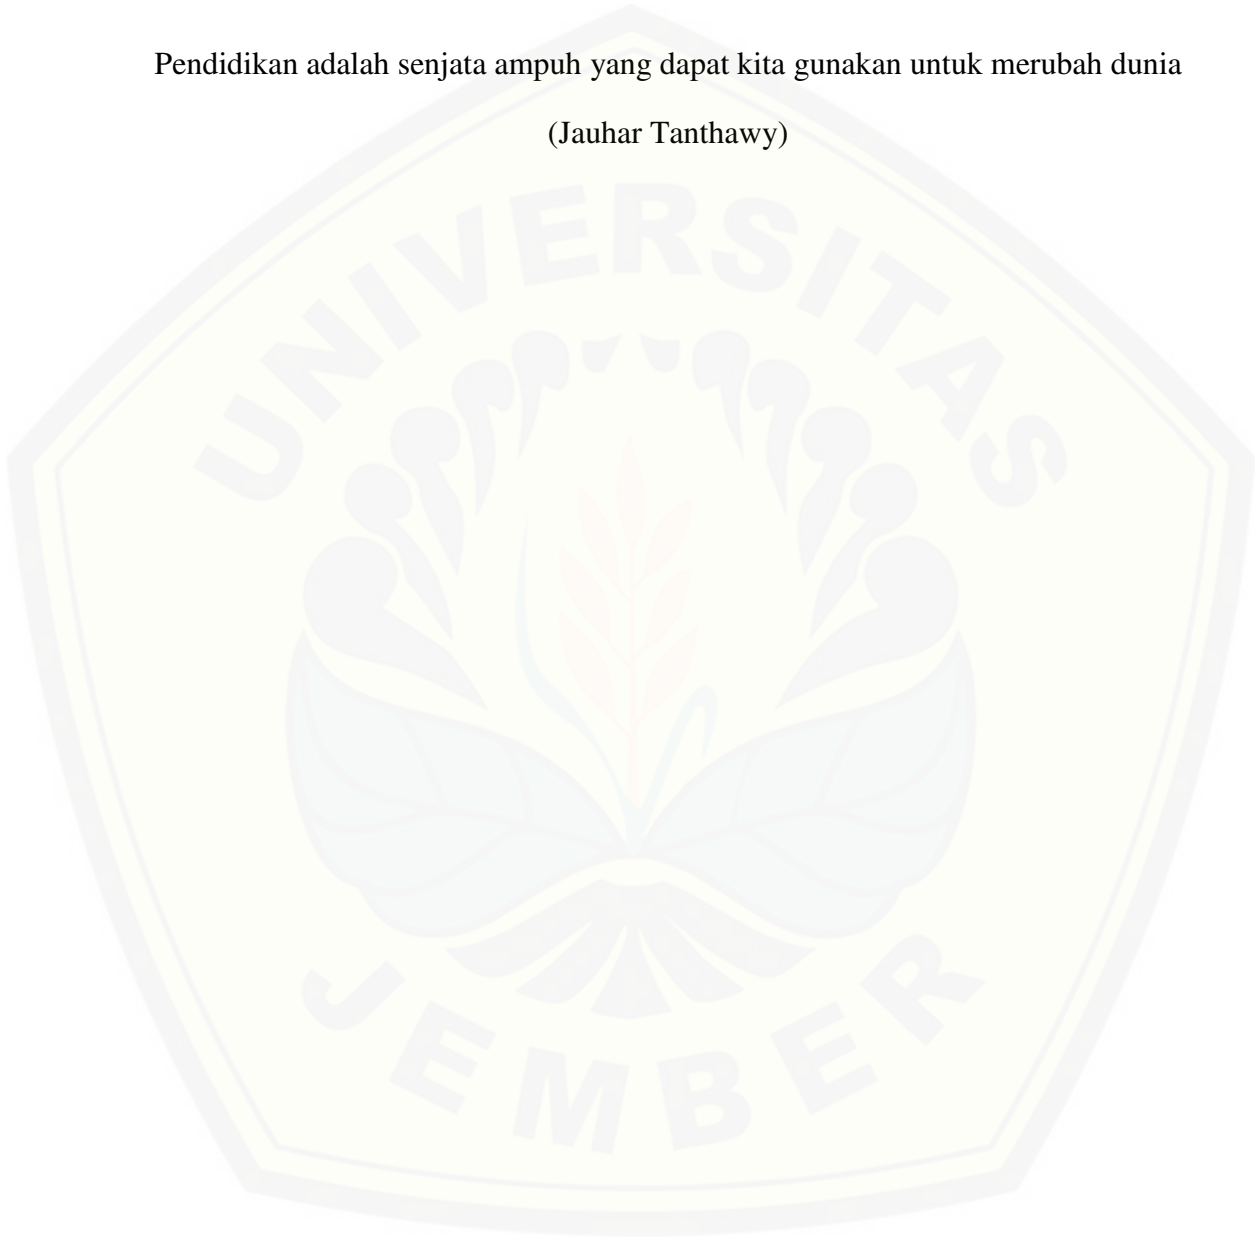 Pendidikan adalah senjata ampuh yang dapat kita gunakan untuk merubah dunia
(Jauhar Tanthawy)
UNIVERSITAS
JEMBER